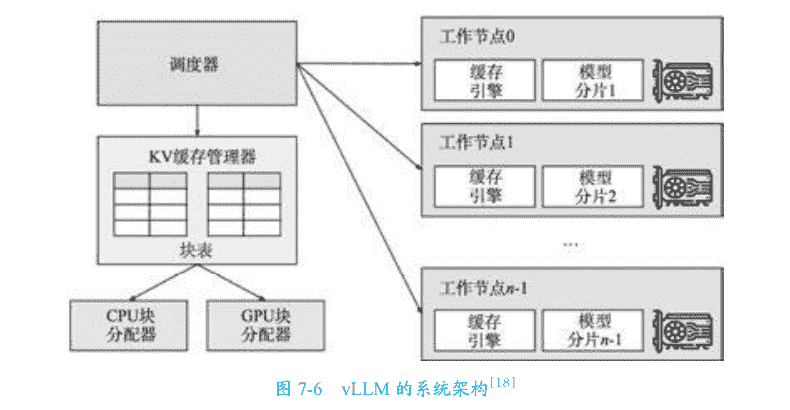 调度器
KV缓存管理器
块表
CPU块
分配器
GPU块
分配器
工作节点0
缓存
引擎
模型
分片1
工作节点1
缓存
引擎
模型
分片2
...
工作节点n-1
缓存
引擎
模型
分片n-1
图 7-6 vLLM 的系统架构[18]